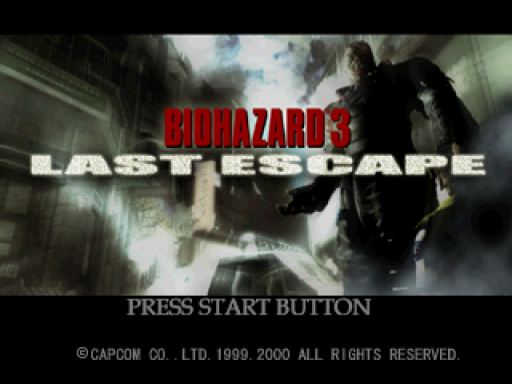 BIOHAZARD 3
LAST ESCAPE
PRESS START BUTTON
©CAPCOM CO.,LTD.1999,2000 ALL RIGHTS RESERVED.